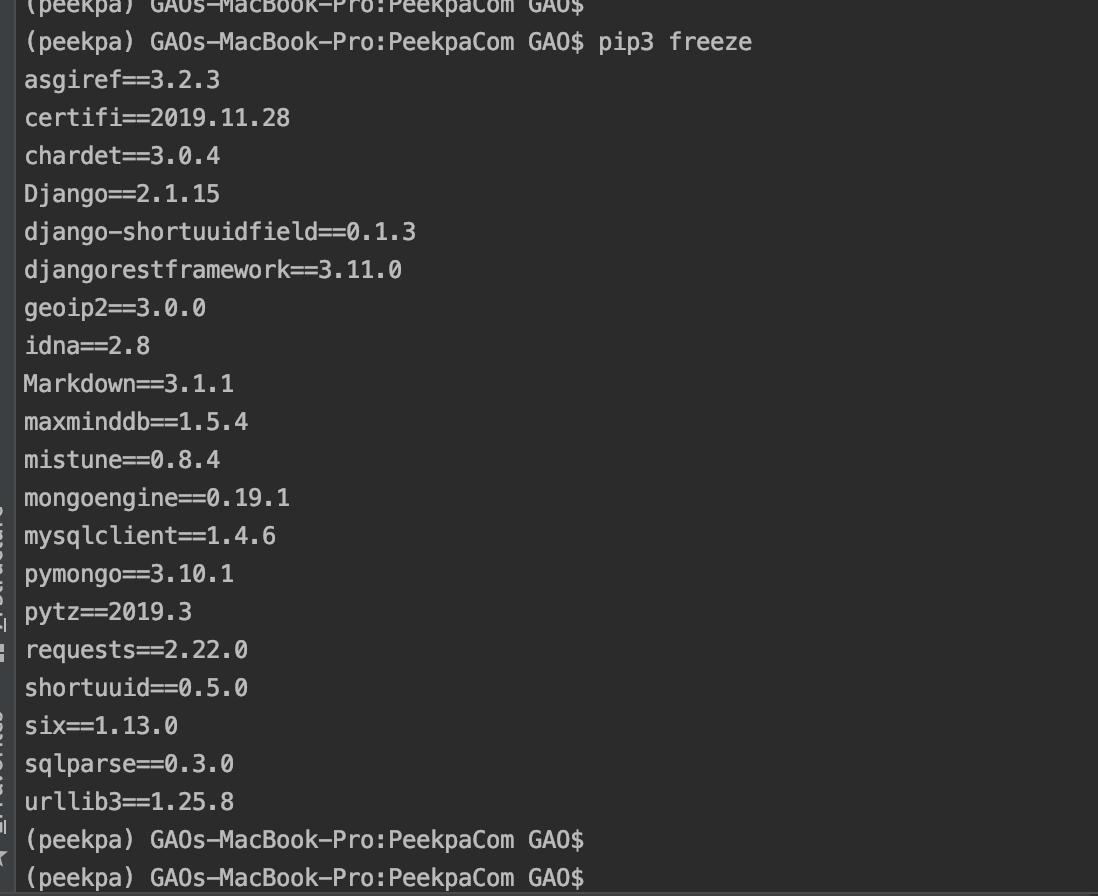 (peekpa) GAOs-MacBook-Pro:PeekpaCom GAO$
(peekpa) GAOs-MacBook-Pro:PeekpaCom GAO$ pip3 freeze
asgiref==3.2.3
certifi==2019.11.28
chardet==3.0.4
Django==2.1.15
django-shortuuidfield==0.1.3
djangorestframework==3.11.0
geoip2==3.0.0
idna==2.8
Markdown==3.1.1
maxminddb==1.5.4
mistune==0.8.4
mongoengine==0.19.1
mysqlclient==1.4.6
pymongo==3.10.1
pytz==2019.3
requests==2.22.0
shortuuid==0.5.0
six==1.13.0
sqlparse==0.3.0
urllib3==1.25.8
(peekpa) GAOs-MacBook-Pro:PeekpaCom GAO$
(peekpa) GAOs-MacBook-Pro:PeekpaCom GAO$